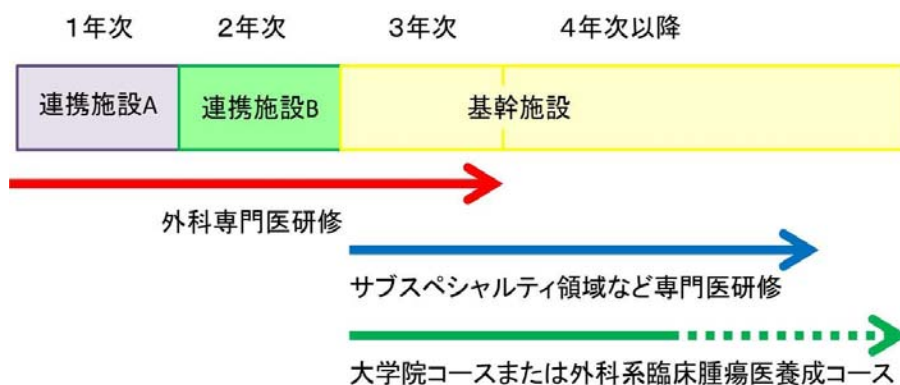 1年次 2年次 3年次 4年次以降
連携施設A 連携施設B 基幹施設
外科専門医研修
サブスペシャルティ領域など専門医研修
大学院コースまたは外科系臨床腫瘍医養成コース